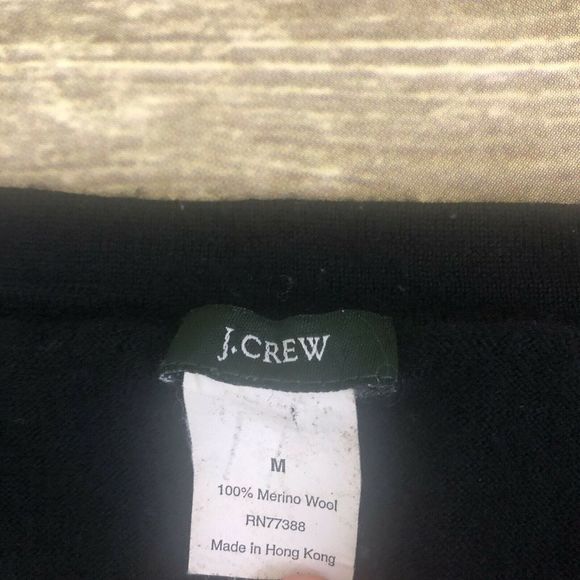 J.CREW
M
100% Merino Wool
RN77388
Made in Hong Kong